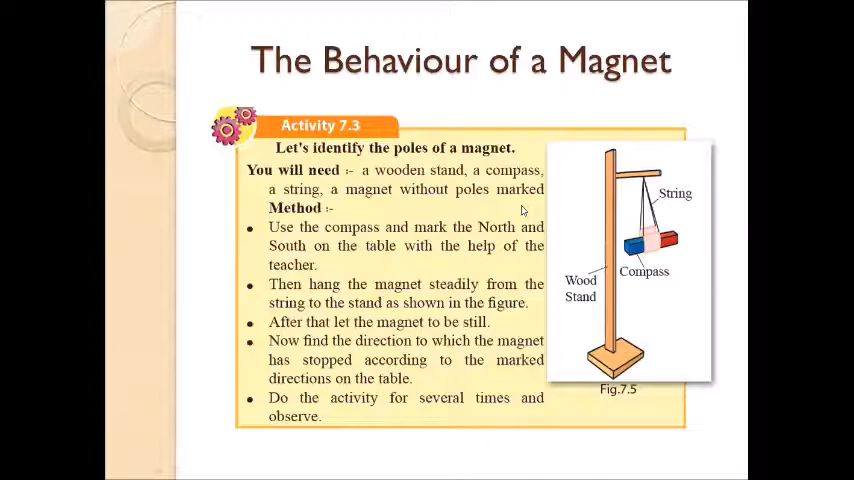 The Behaviour of a Magnet
Activity 7.3
Let's identify the poles of a magnet.
You will need :- a wooden stand, a compass,
a string, a magnet without poles marked
Method :-
• Use the compass and mark the North and
South on the table with the help of the
teacher.
• Then hang the magnet steadily from the
string to the stand as shown in the figure.
• After that let the magnet to be still.
• Now find the direction to which the magnet
has stopped according to the marked
directions on the table.
• Do the activity for several times and
observe.
String
Compass
Wood
Stand
Fig.7.5